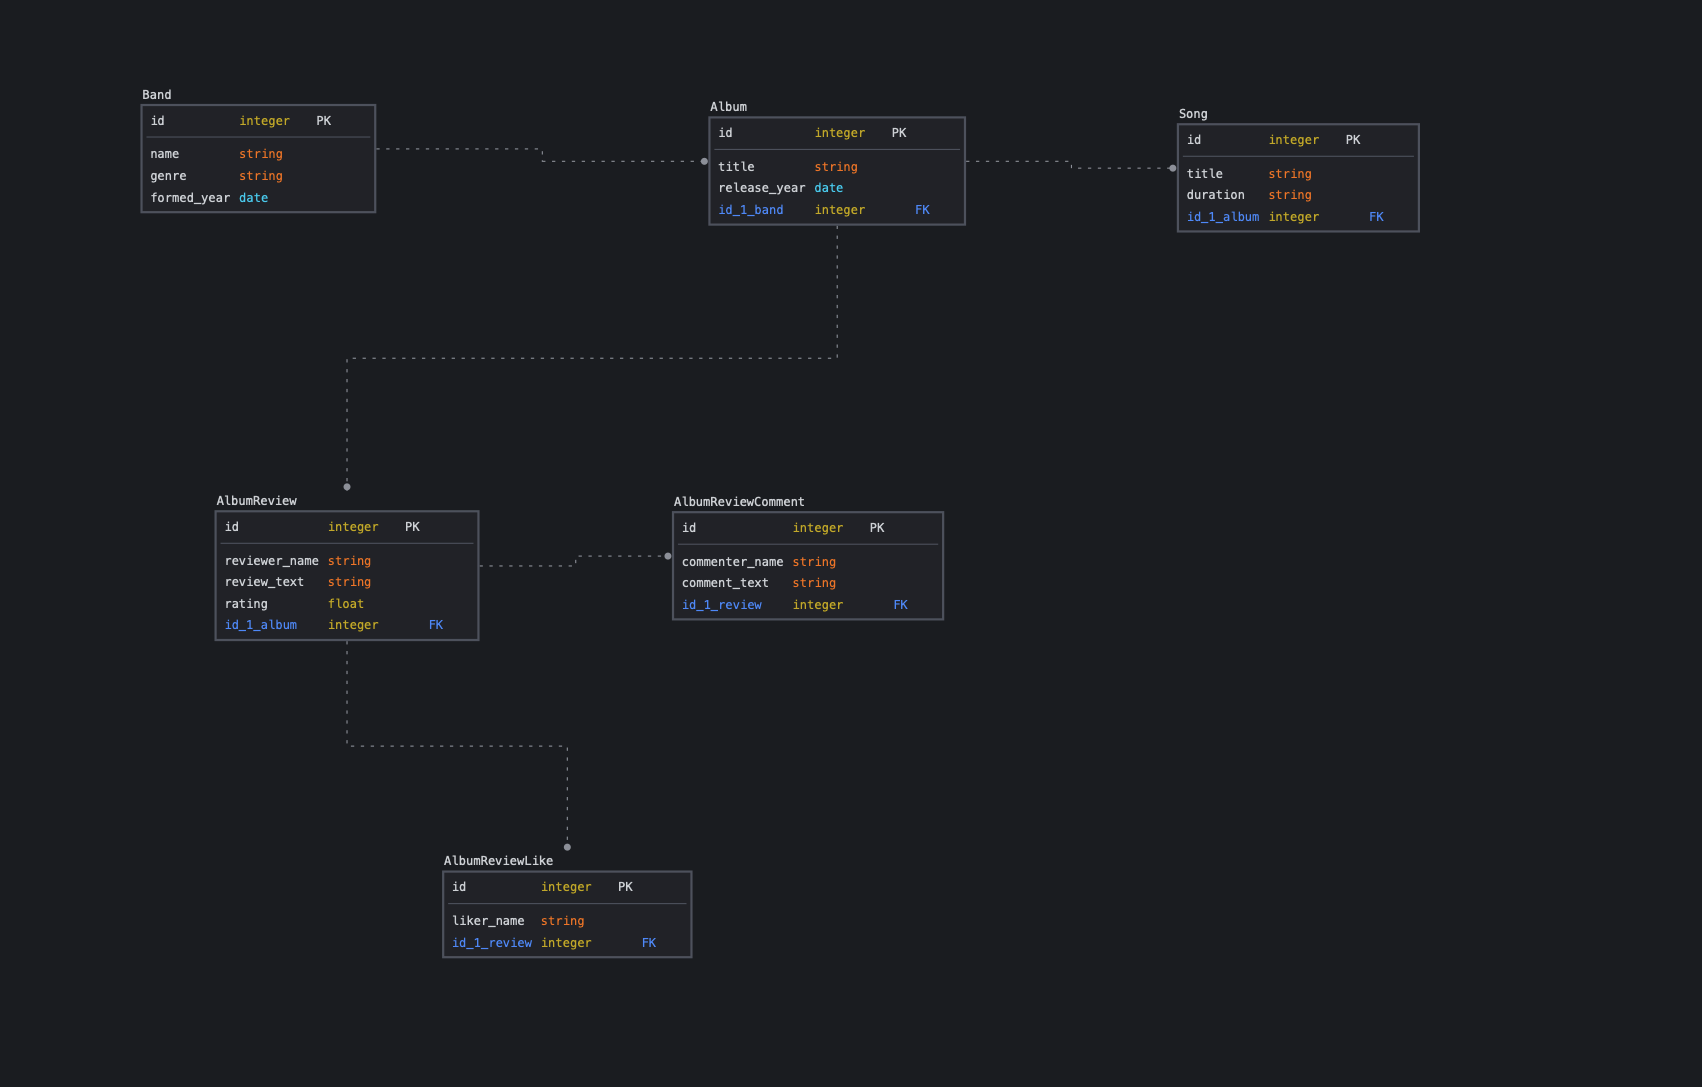 Band
id integer PK
name string
genre string
formed_year date
Album
id integer PK
title string
release_year date
id_1_band integer FK
Song
id integer PK
title string
duration string
id_1_album integer FK
AlbumReview
id integer PK
reviewer_name string
review_text string
rating float
id_1_album integer FK
AlbumReviewComment
id integer PK
commenter_name string
comment_text string
id_1_review integer FK
AlbumReviewLike
id integer PK
liker_name string
id_1_review integer FK